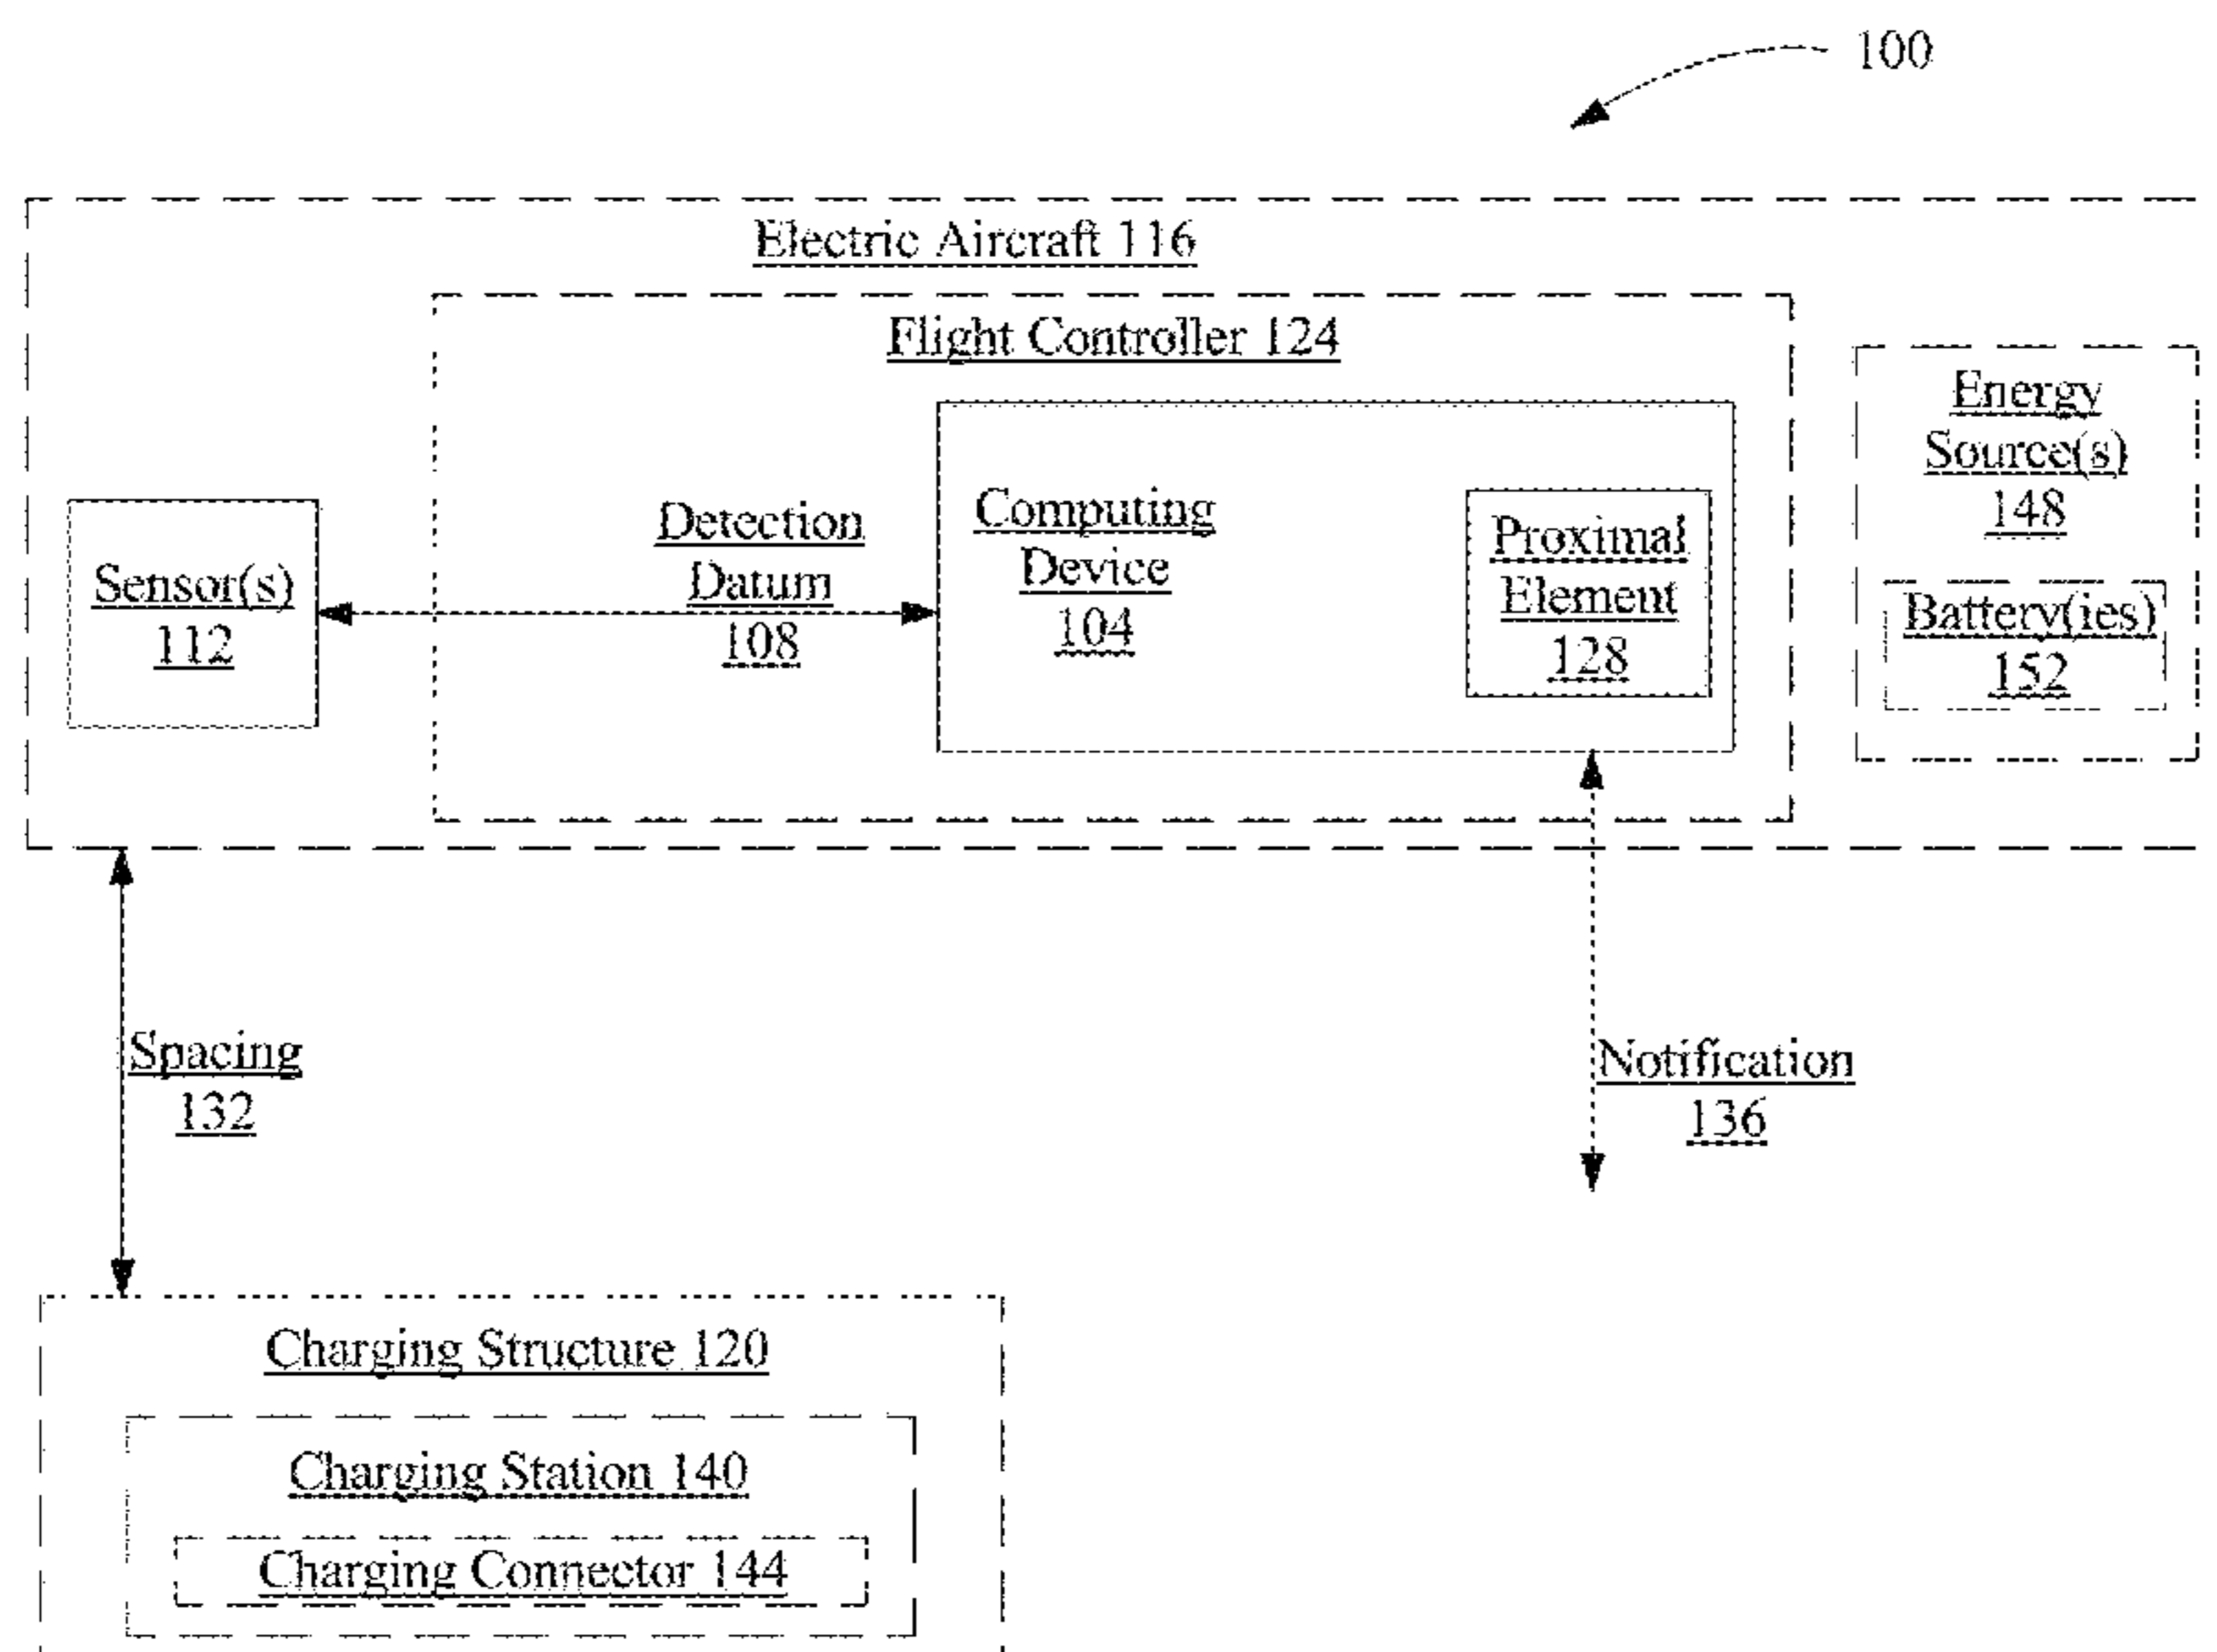 100
Electric Aircraft 116
Flight Controller 124
Energy
Source(s)
148
Battery(ies)
152
Sensor(s)
112
Detection
Datum
108
Computing
Device
104
Proximal
Element
128
Spacing
132
Notification
136
Charging Structure 120
Charging Station 140
Charging Connector 144